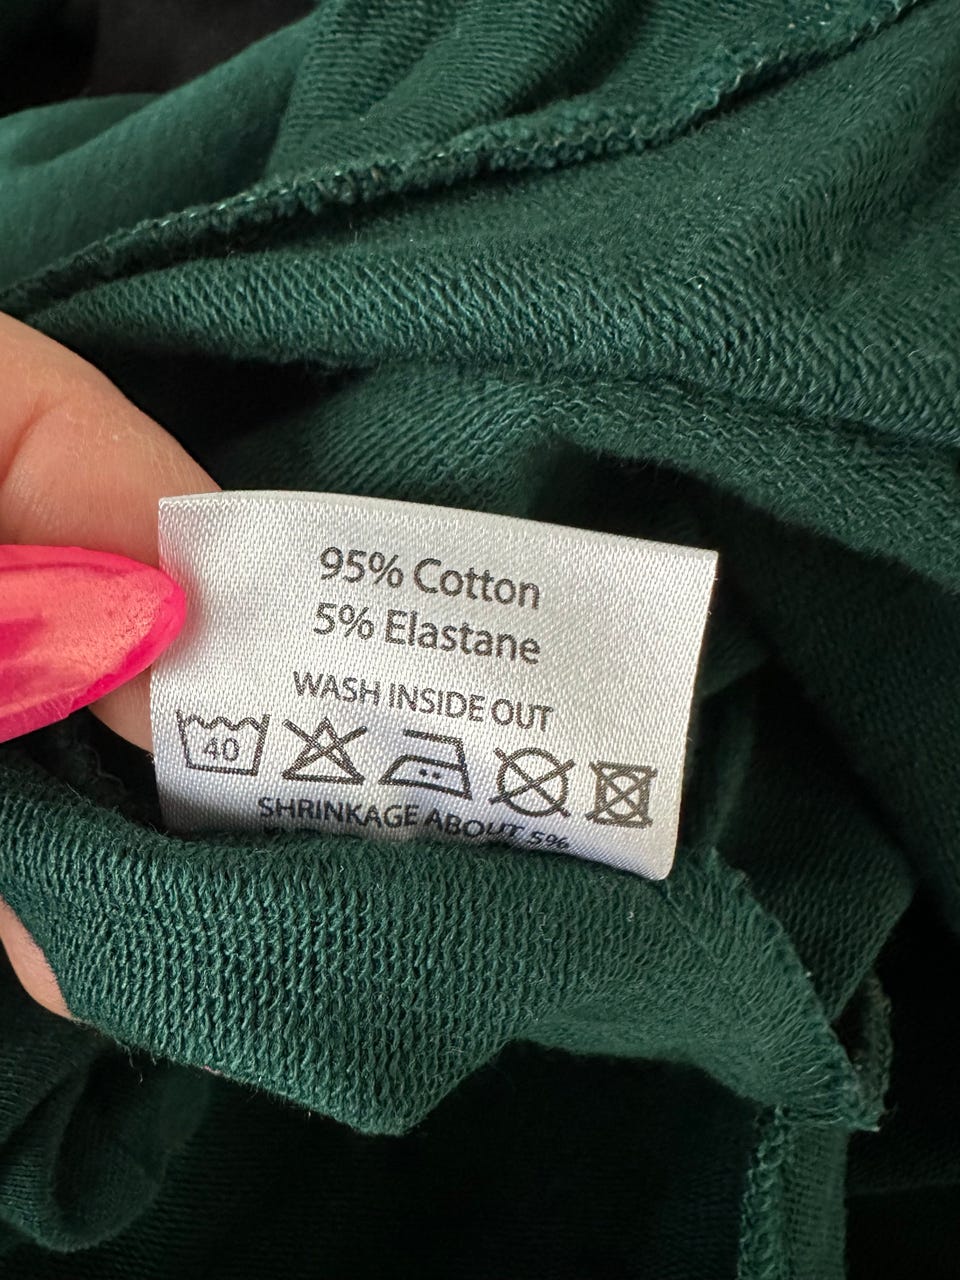 95% Cotton
5% Elastane
WASH INSIDE OUT
40
SHRINKAGE ABOUT 5%